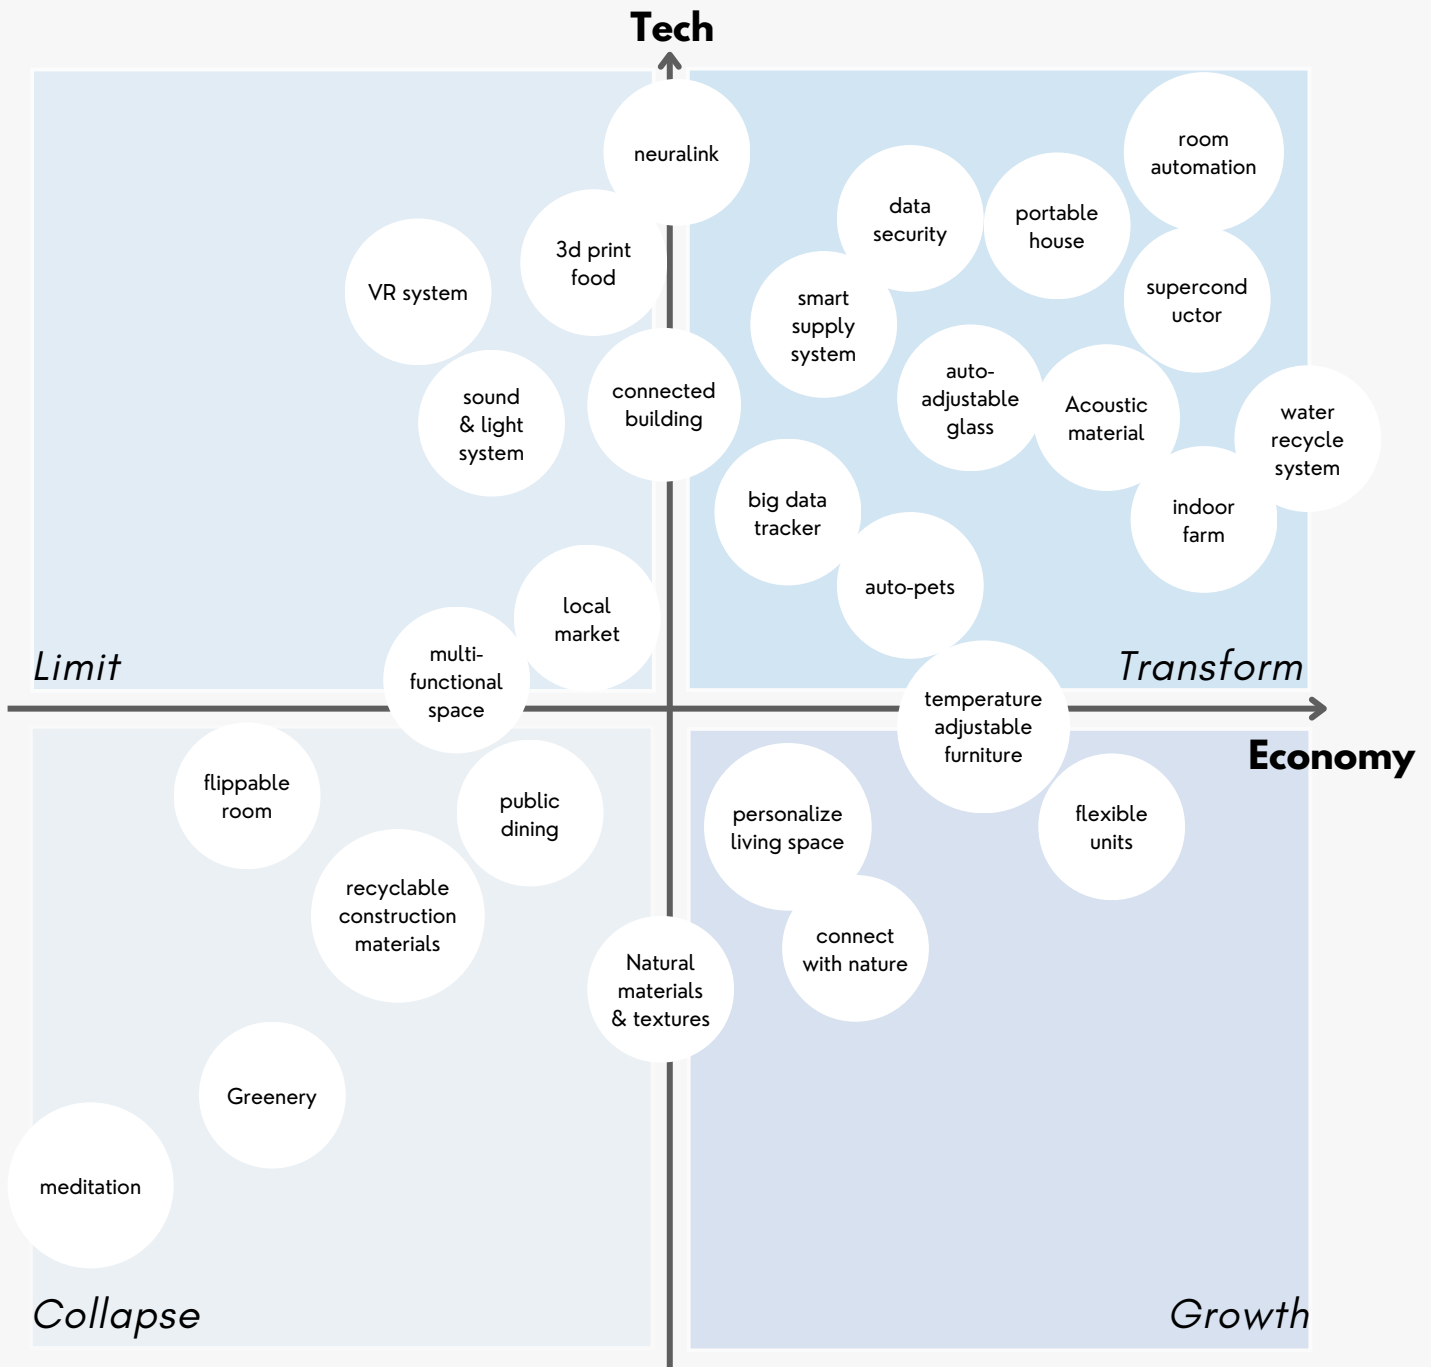 Tech
neuralink
room
automation
data
security
portable
house
3d print
food
VR system
smart
supply
system
supercond
uctor
sound
& light
system
connected
building
auto-
adjustable
glass
Acoustic
material
water
recycle
system
big data
tracker
indoor
farm
auto-pets
local
market
multi-
functional
space
Limit
Transform
temperature
adjustable
furniture
Economy
flippable
room
public
dining
personalize
living space
flexible
units
recyclable
construction
materials
connect
with nature
Natural
materials
& textures
Greenery
meditation
Collapse
Growth